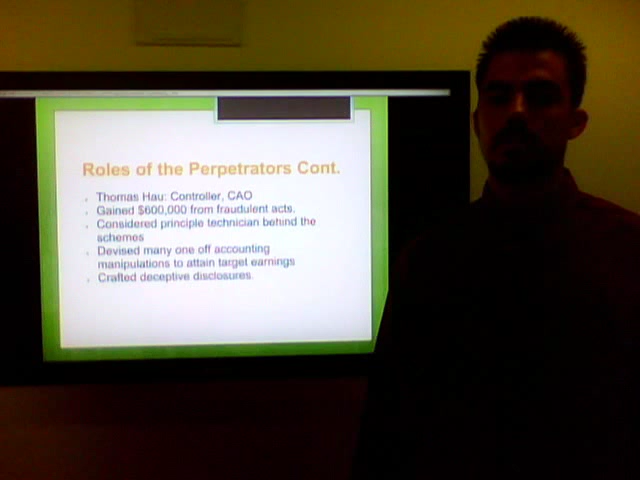 Roles of the Perpetrators Cont.
Thomas Hau: Controller, CAO
Gained $600,000 from fraudulent acts.
Considered principle technician behind the
schemes
Devised many one off accounting
manipulations to attain target earnings
Crafted deceptive disclosures.